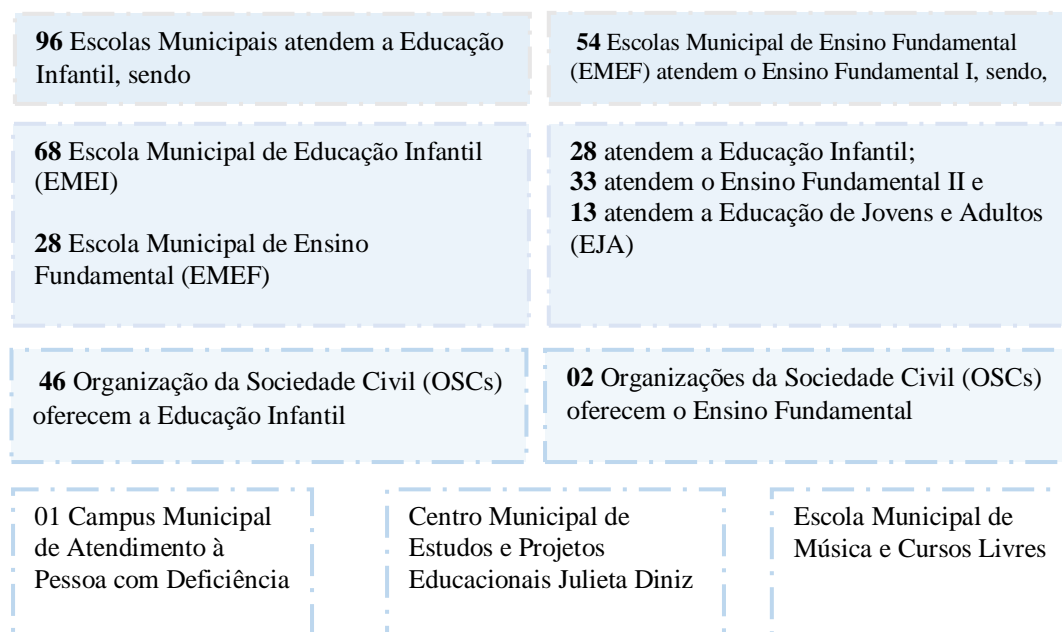 96 Escolas Municipais atendem a Educação
Infantil, sendo
54 Escolas Municipal de Ensino Fundamental
(EMEF) atendem o Ensino Fundamental I, sendo,
68 Escola Municipal de Educação Infantil
(EMEI)
28 Escola Municipal de Ensino
Fundamental (EMEF)
28 atendem a Educação Infantil;
33 atendem o Ensino Fundamental II e
13 atendem a Educação de Jovens e Adultos
(EJA)
46 Organização da Sociedade Civil (OSCs)
oferecem a Educação Infantil
02 Organizações da Sociedade Civil (OSCs)
oferecem o Ensino Fundamental
01 Campus Municipal
de Atendimento à
Pessoa com Deficiência
Centro Municipal de
Estudos e Projetos
Educacionais Julieta Diniz
Escola Municipal de
Música e Cursos Livres